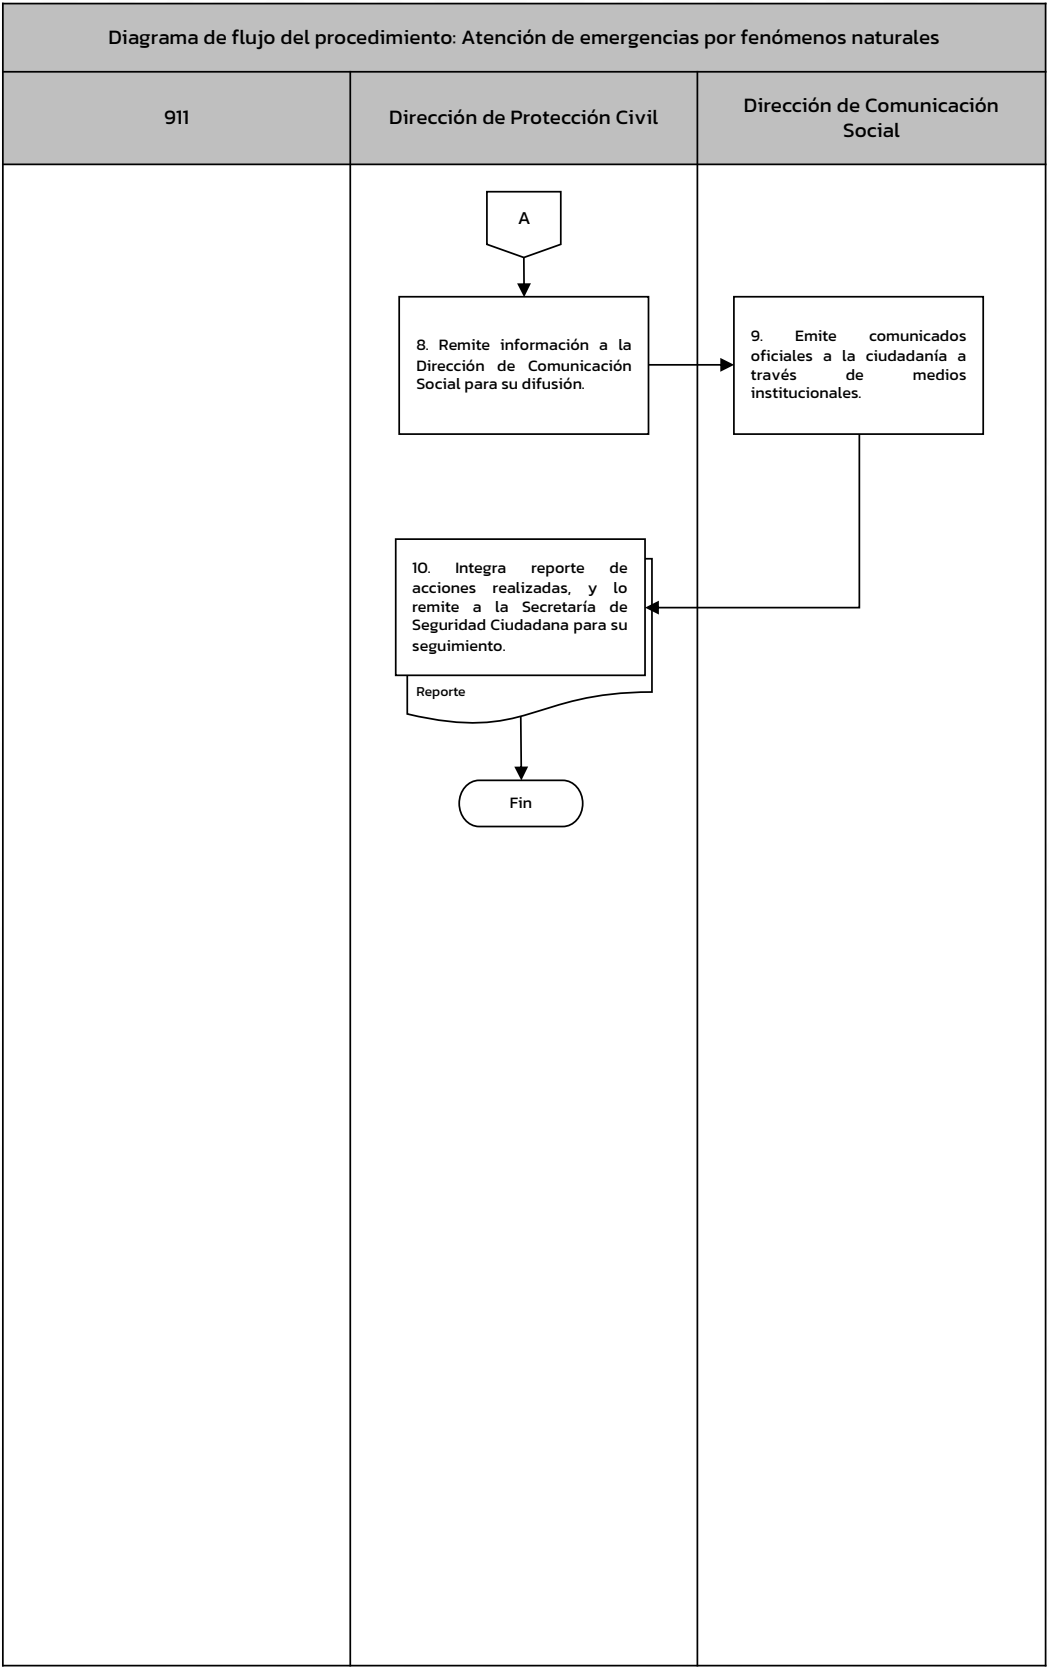 Diagrama de flujo del procedimiento: Atención de emergencias por fenómenos naturales
911
Dirección de Protección Civil
Dirección de Comunicación
Social
A
8. Remite información a la
Dirección de Comunicación
Social para su difusión.
9. Emite comunicados
oficiales a la ciudadanía a
través de medios
institucionales.
10. Integra reporte de
acciones realizadas, y lo
remite a la Secretaría de
Seguridad Ciudadana para su
seguimiento.
Reporte
Fin